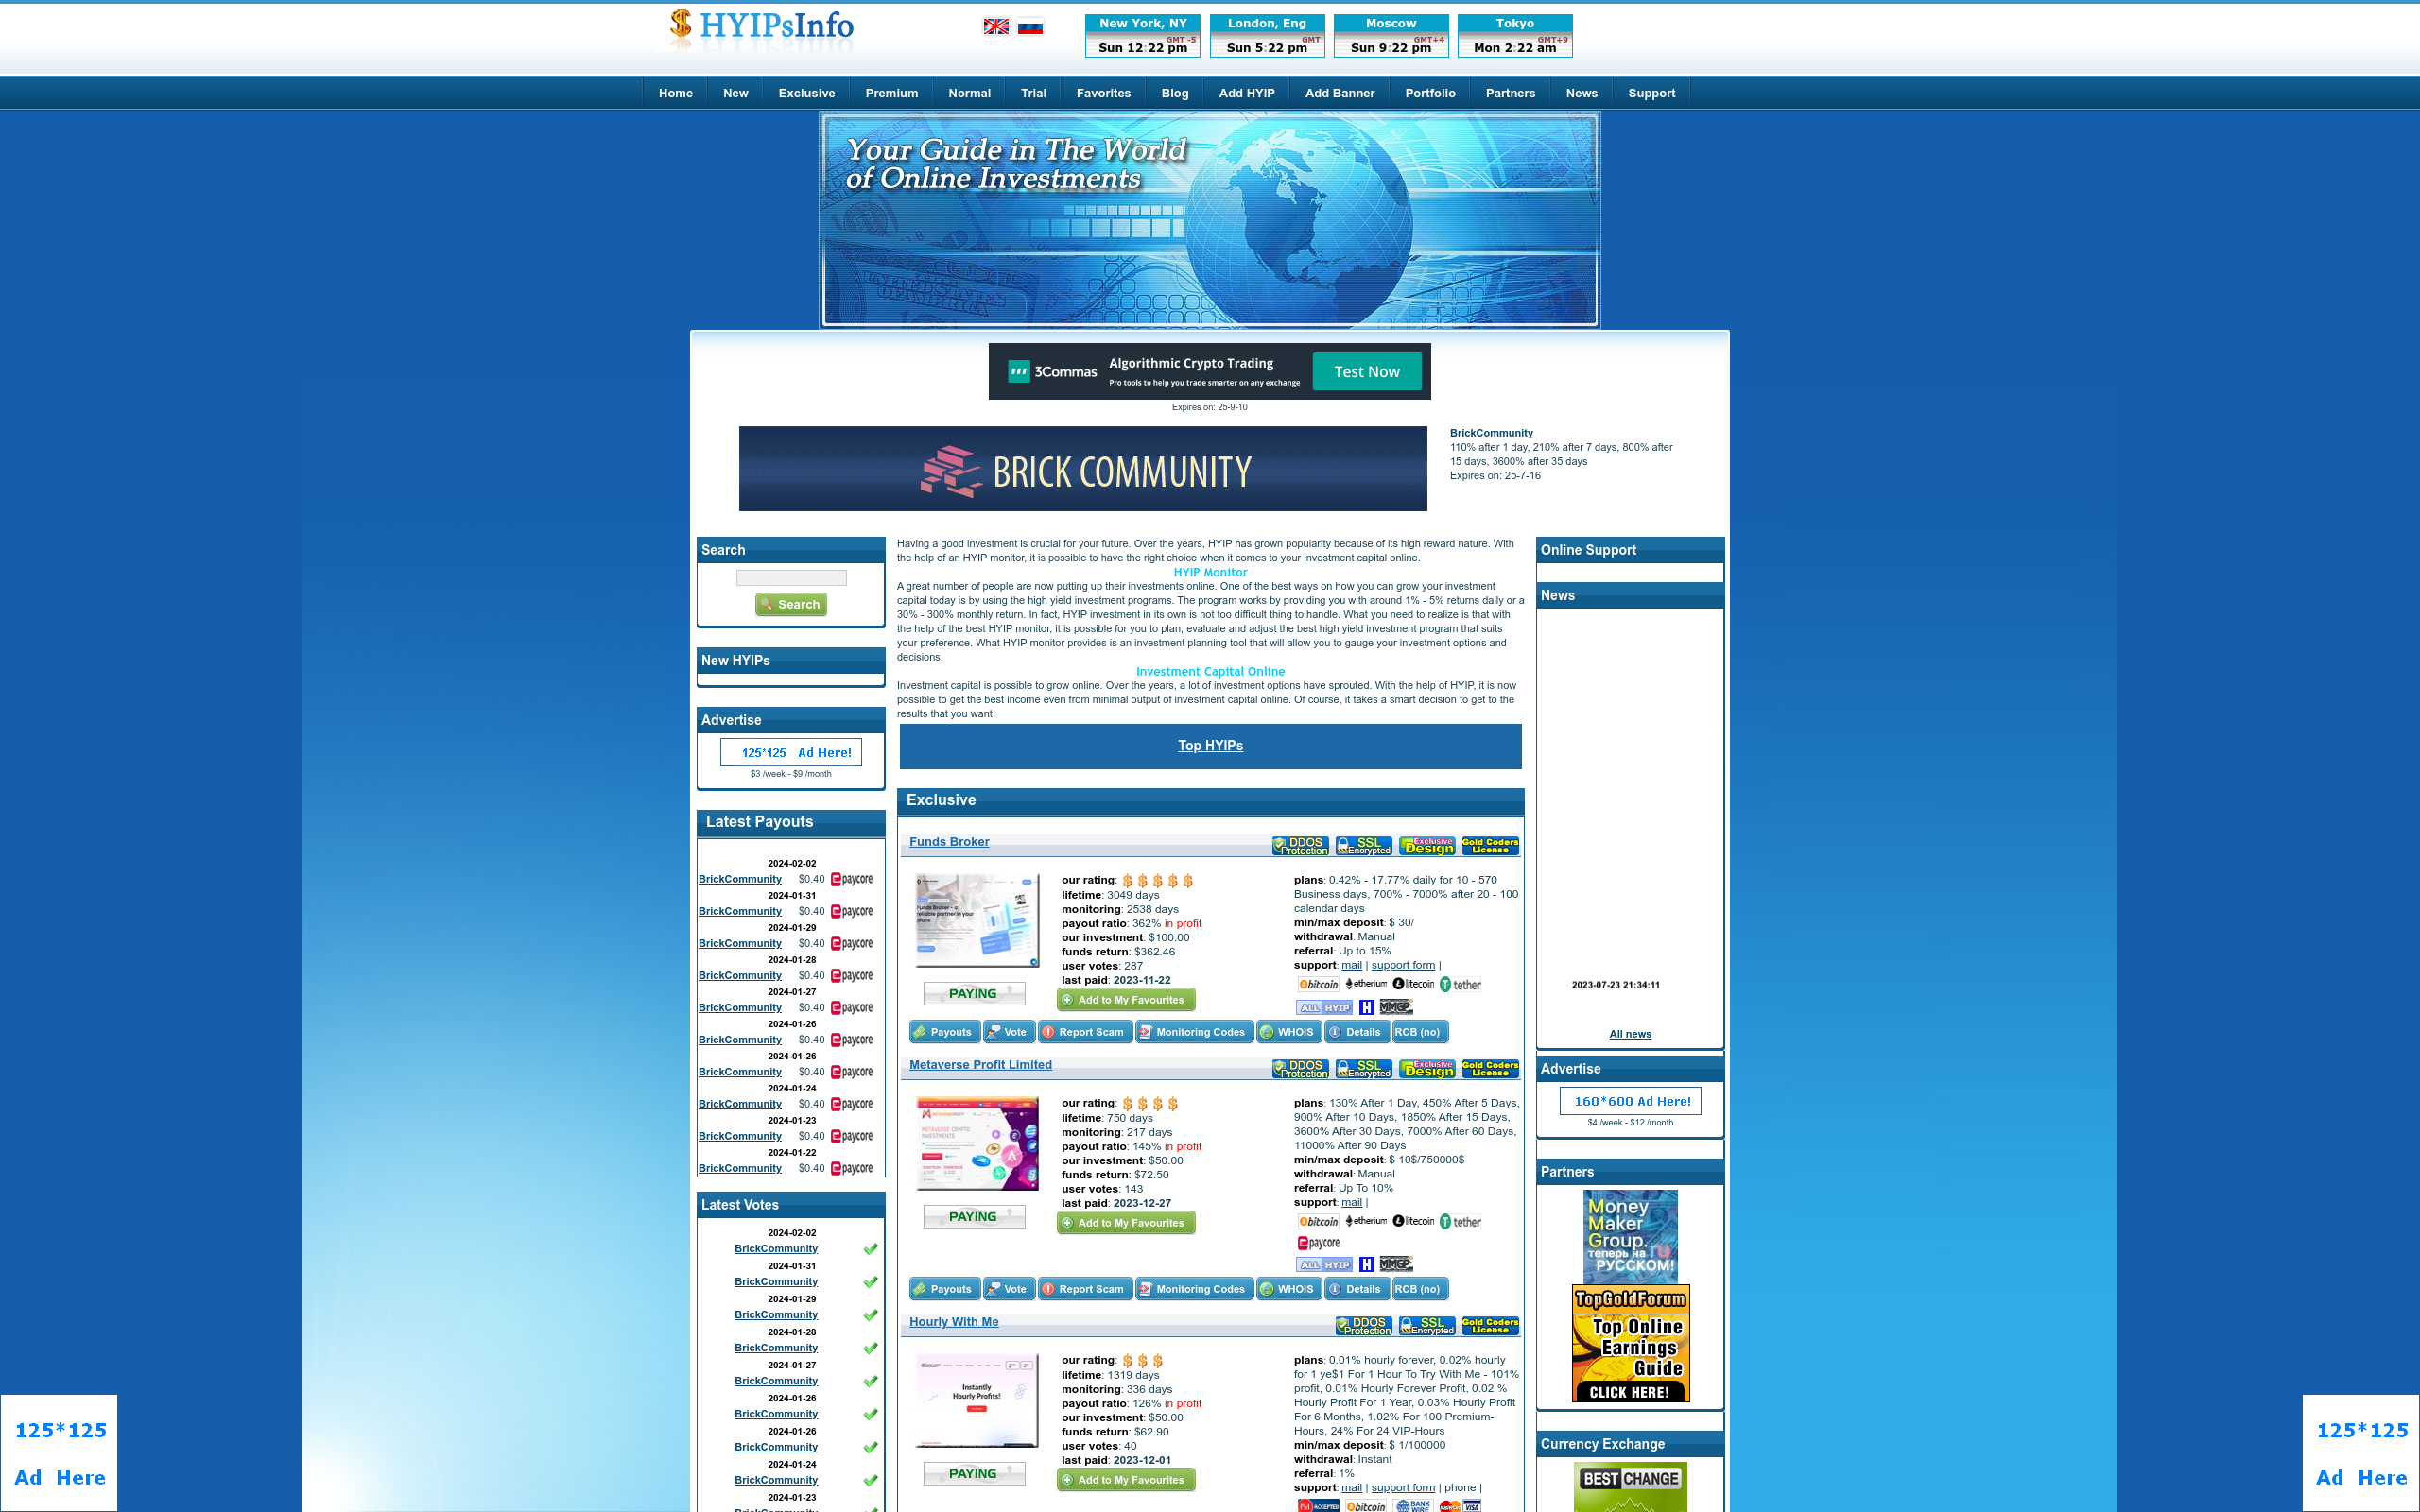 HYIPsInfo
New York, NY
GMT -5
Sun 12:22 pm
London, Eng
GMT
Sun 5:22 pm
Moscow
GMT+4
Sun 9:22 pm
Tokyo
GMT+9
Mon 2:22 am
Home New Exclusive Premium Normal Trial Favorites Blog Add HYIP Add Banner Portfolio Partners News Support
Your Guide in The World
of Online Investments
3Commas
Algorithmic Crypto Trading
Pro tools to help you trade smarter on any exchange
Test Now
Expires on: 25-9-10
BRICK COMMUNITY
BrickCommunity
110% after 1 day, 210% after 7 days, 800% after
15 days, 3600% after 35 days
Expires on: 25-7-16
Search
Search
New HYIPs
Advertise
125*125 Ad Here!
$3 /week - $9 /month
Latest Payouts
2024-02-02
BrickCommunity $0.40 paycore
2024-01-31
BrickCommunity $0.40 paycore
2024-01-29
BrickCommunity $0.40 paycore
2024-01-28
BrickCommunity $0.40 paycore
2024-01-27
BrickCommunity $0.40 paycore
2024-01-26
BrickCommunity $0.40 paycore
2024-01-26
BrickCommunity $0.40 paycore
2024-01-24
BrickCommunity $0.40 paycore
2024-01-23
BrickCommunity $0.40 paycore
2024-01-22
BrickCommunity $0.40 paycore
Latest Votes
2024-02-02
BrickCommunity
2024-01-31
BrickCommunity
2024-01-29
BrickCommunity
2024-01-28
BrickCommunity
2024-01-27
BrickCommunity
2024-01-26
BrickCommunity
2024-01-26
BrickCommunity
2024-01-24
BrickCommunity
2024-01-23
Having a good investment is crucial for your future. Over the years, HYIP has grown popularity because of its high reward nature. With
the help of an HYIP monitor, it is possible to have the right choice when it comes to your investment capital online.
HYIP Monitor
A great number of people are now putting up their investments online. One of the best ways on how you can grow your investment
capital today is by using the high yield investment programs. The program works by providing you with around 1% - 5% returns daily or a
30% - 300% monthly return. In fact, HYIP investment in its own is not too difficult thing to handle. What you need to realize is that with
the help of the best HYIP monitor, it is possible for you to plan, evaluate and adjust the best high yield investment program that suits
your preference. What HYIP monitor provides is an investment planning tool that will allow you to gauge your investment options and
decisions.
Investment Capital Online
Investment capital is possible to grow online. Over the years, a lot of investment options have sprouted. With the help of HYIP, it is now
possible to get the best income even from minimal output of investment capital online. Of course, it takes a smart decision to get to the
results that you want.
Top HYIPs
Exclusive
Funds Broker
DDOS Protection SSL Encrypted Exclusive Design Gold Coders License
Funds Broker – a
reliable partner in your
plans
PAYING
our rating:
lifetime: 3049 days
monitoring: 2538 days
payout ratio: 362% in profit
our investment: $100.00
funds return: $362.46
user votes: 287
last paid: 2023-11-22
Add to My Favourites
plans: 0.42% - 17.77% daily for 10 - 570
Business days, 700% - 7000% after 20 - 100
calendar days
min/max deposit: $ 30/
withdrawal: Manual
referral: Up to 15%
support: mail | support form |
bitcoin etherium litecoin tether
ALL HYIP H MMGP
Payouts Vote Report Scam Monitoring Codes WHOIS Details RCB (no)
Metaverse Profit Limited
DDOS Protection SSL Encrypted Exclusive Design Gold Coders License
METAVERSE CRYPTO
INVESTMENTS
PAYING
our rating:
lifetime: 750 days
monitoring: 217 days
payout ratio: 145% in profit
our investment: $50.00
funds return: $72.50
user votes: 143
last paid: 2023-12-27
Add to My Favourites
plans: 130% After 1 Day, 450% After 5 Days,
900% After 10 Days, 1850% After 15 Days,
3600% After 30 Days, 7000% After 60 Days,
11000% After 90 Days
min/max deposit: $ 10$/750000$
withdrawal: Manual
referral: Up To 10%
support: mail |
bitcoin etherium litecoin tether
paycore
ALL HYIP H MMGP
Payouts Vote Report Scam Monitoring Codes WHOIS Details RCB (no)
Hourly With Me
DDOS Protection SSL Encrypted Gold Coders License
Instantly
Hourly Profits!
PAYING
our rating:
lifetime: 1319 days
monitoring: 336 days
payout ratio: 126% in profit
our investment: $50.00
funds return: $62.90
user votes: 40
last paid: 2023-12-01
Add to My Favourites
plans: 0.01% hourly forever, 0.02% hourly
for 1 ye$1 For 1 Hour To Try With Me - 101%
profit, 0.01% Hourly Forever Profit, 0.02 %
Hourly Profit For 1 Year, 0.03% Hourly Profit
For 6 Months, 1.02% For 100 Premium-
Hours, 24% For 24 VIP-Hours
min/max deposit: $ 1/100000
withdrawal: Instant
referral: 1%
support: mail | support form | phone |
PM ACCEPTED bitcoin BANK WIRE VISA
Online Support
News
2023-07-23 21:34:11
All news
Advertise
160*600 Ad Here!
$4 /week - $12 /month
Partners
Money
Maker
Group.ru
теперь на
РУССКОМ!
TopGoldForum
Top Online
Earnings
Guide
CLICK HERE!
Currency Exchange
BEST CHANGE
125*125
Ad Here
125*125
Ad Here